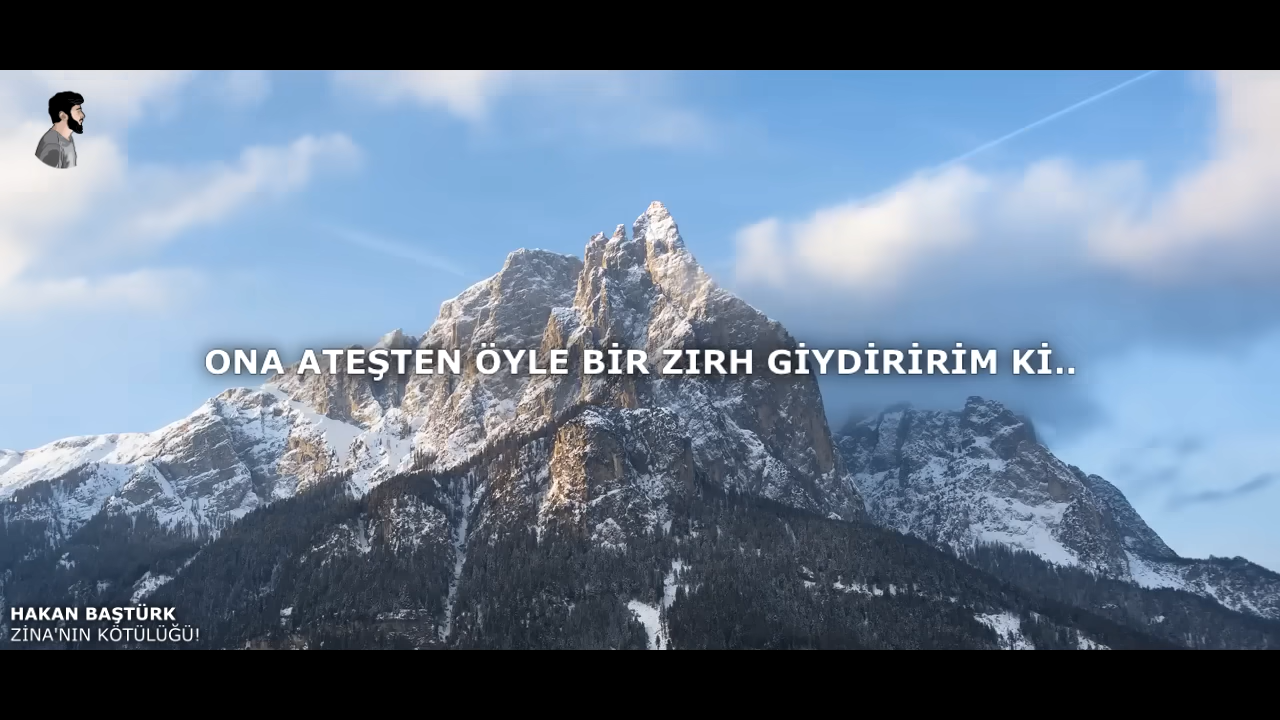 ONA ATEŞTEN ÖYLE BİR ZIRH GİYDİRİRİM Kİ..
HAKAN BAŞTÜRK
ZİNA'NIN KÖTÜLÜĞÜ!